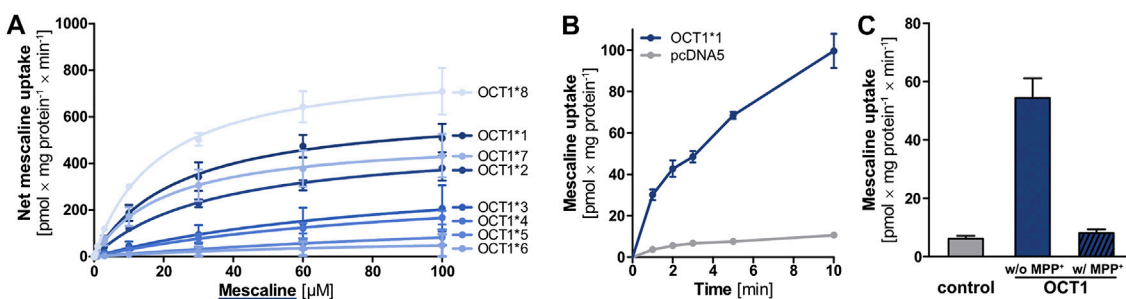 A
Net mescaline uptake
[pmol × mg protein⁻¹ × min⁻¹]
1000
800
600
400
200
0
0
20
40
60
80
100
Mescaline [µM]
OCT1*8
OCT1*1
OCT1*7
OCT1*2
OCT1*3
OCT1*4
OCT1*5
OCT1*6
B
Mescaline uptake
[pmol × mg protein⁻¹]
OCT1*1
pcDNA5
100
80
60
40
20
0
0
2
4
6
8
10
Time [min]
C
Mescaline uptake
[pmol × mg protein⁻¹ × min⁻¹]
80
60
40
20
0
w/o MPP⁺ w/ MPP⁺
control OCT1